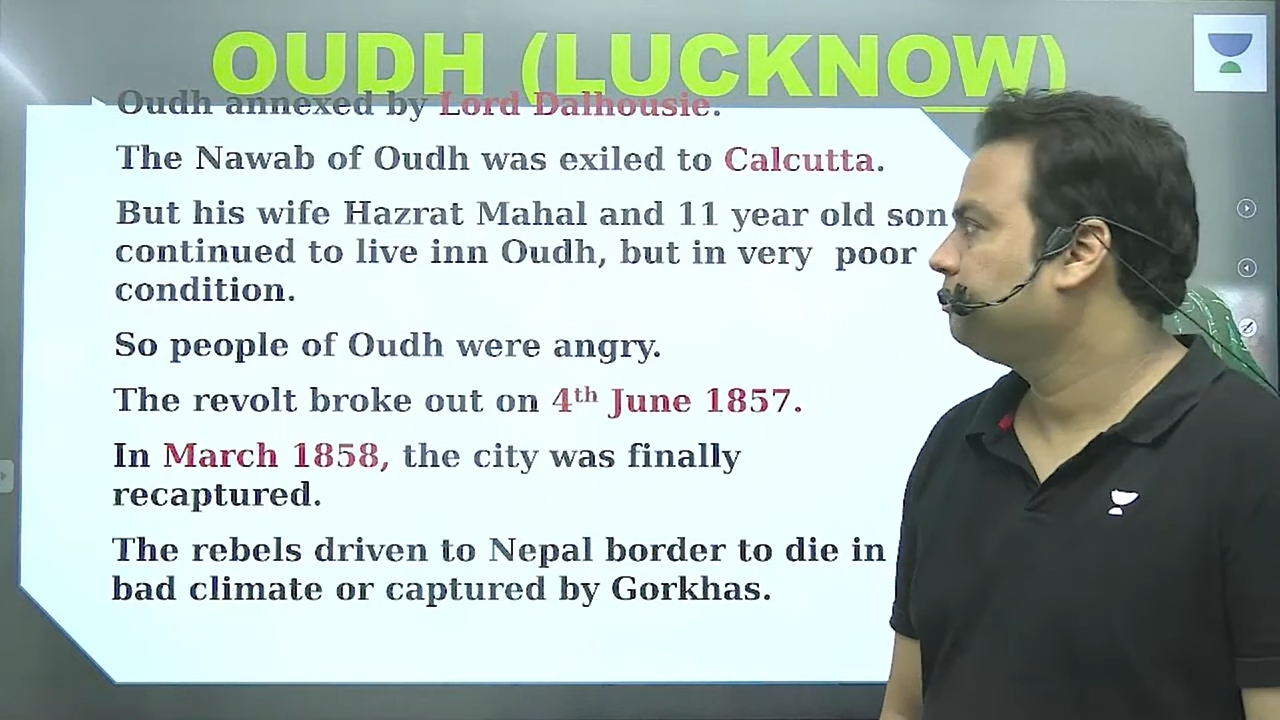 OUDH (LUCKNOW)
Oudh annexed by Lord Dalhousie.
The Nawab of Oudh was exiled to Calcutta.
But his wife Hazrat Mahal and 11 year old son
continued to live inn Oudh, but in very poor
condition.
So people of Oudh were angry.
The revolt broke out on 4th June 1857.
In March 1858, the city was finally
recaptured.
The rebels driven to Nepal border to die in
bad climate or captured by Gorkhas.